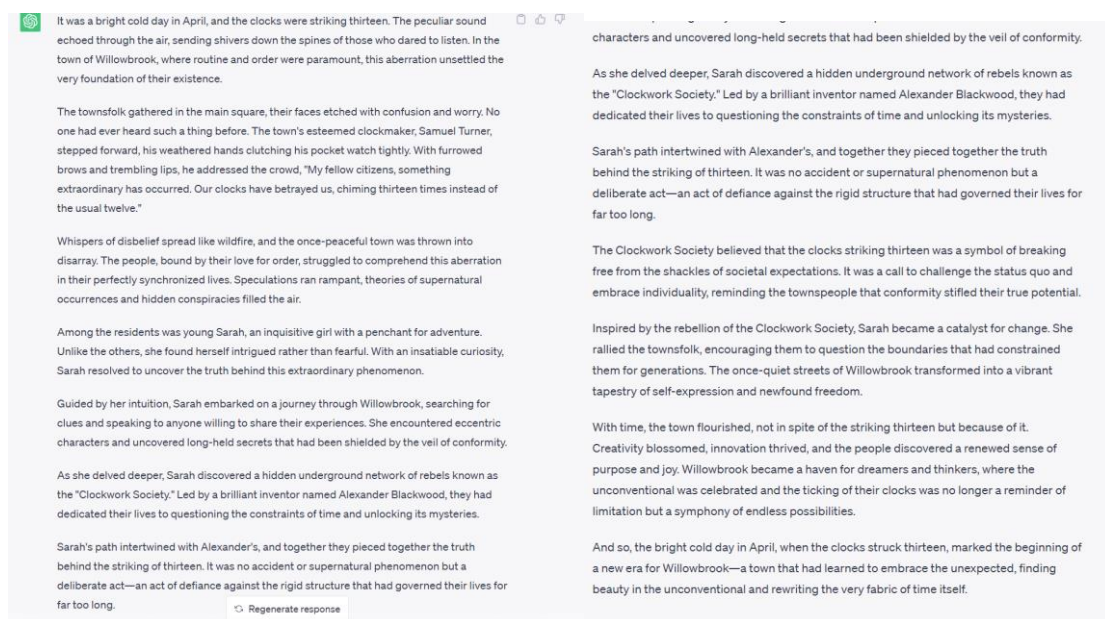 It was a bright cold day in April, and the clocks were striking thirteen. The peculiar sound
echoed through the air, sending shivers down the spines of those who dared to listen. In the
town of Willowbrook, where routine and order were paramount, this aberration unsettled the
very foundation of their existence.
The townsfolk gathered in the main square, their faces etched with confusion and worry. No
one had ever heard such a thing before. The town's esteemed clockmaker, Samuel Turner,
stepped forward, his weathered hands clutching his pocket watch tightly. With furrowed
brows and trembling lips, he addressed the crowd, "My fellow citizens, something
extraordinary has occurred. Our clocks have betrayed us, chiming thirteen times instead of
the usual twelve."
Whispers of disbelief spread like wildfire, and the once-peaceful town was thrown into
disarray. The people, bound by their love for order, struggled to comprehend this aberration
in their perfectly synchronized lives. Speculations ran rampant, theories of supernatural
occurrences and hidden conspiracies filled the air.
Among the residents was young Sarah, an inquisitive girl with a penchant for adventure.
Unlike the others, she found herself intrigued rather than fearful. With an insatiable curiosity,
Sarah resolved to uncover the truth behind this extraordinary phenomenon.
Guided by her intuition, Sarah embarked on a journey through Willowbrook, searching for
clues and speaking to anyone willing to share their experiences. She encountered eccentric
characters and uncovered long-held secrets that had been shielded by the veil of conformity.
As she delved deeper, Sarah discovered a hidden underground network of rebels known as
the "Clockwork Society." Led by a brilliant inventor named Alexander Blackwood, they had
dedicated their lives to questioning the constraints of time and unlocking its mysteries.
Sarah's path intertwined with Alexander's, and together they pieced together the truth
behind the striking of thirteen. It was no accident or supernatural phenomenon but a
deliberate act—an act of defiance against the rigid structure that had governed their lives for
far too long.
Regenerate response
characters and uncovered long-held secrets that had been shielded by the veil of conformity.
As she delved deeper, Sarah discovered a hidden underground network of rebels known as
the "Clockwork Society." Led by a brilliant inventor named Alexander Blackwood, they had
dedicated their lives to questioning the constraints of time and unlocking its mysteries.
Sarah's path intertwined with Alexander's, and together they pieced together the truth
behind the striking of thirteen. It was no accident or supernatural phenomenon but a
deliberate act—an act of defiance against the rigid structure that had governed their lives for
far too long.
The Clockwork Society believed that the clocks striking thirteen was a symbol of breaking
free from the shackles of societal expectations. It was a call to challenge the status quo and
embrace individuality, reminding the townspeople that conformity stifled their true potential.
Inspired by the rebellion of the Clockwork Society, Sarah became a catalyst for change. She
rallied the townsfolk, encouraging them to question the boundaries that had constrained
them for generations. The once-quiet streets of Willowbrook transformed into a vibrant
tapestry of self-expression and newfound freedom.
With time, the town flourished, not in spite of the striking thirteen but because of it.
Creativity blossomed, innovation thrived, and the people discovered a renewed sense of
purpose and joy. Willowbrook became a haven for dreamers and thinkers, where the
unconventional was celebrated and the ticking of their clocks was no longer a reminder of
limitation but a symphony of endless possibilities.
And so, the bright cold day in April, when the clocks struck thirteen, marked the beginning of
a new era for Willowbrook—a town that had learned to embrace the unexpected, finding
beauty in the unconventional and rewriting the very fabric of time itself.